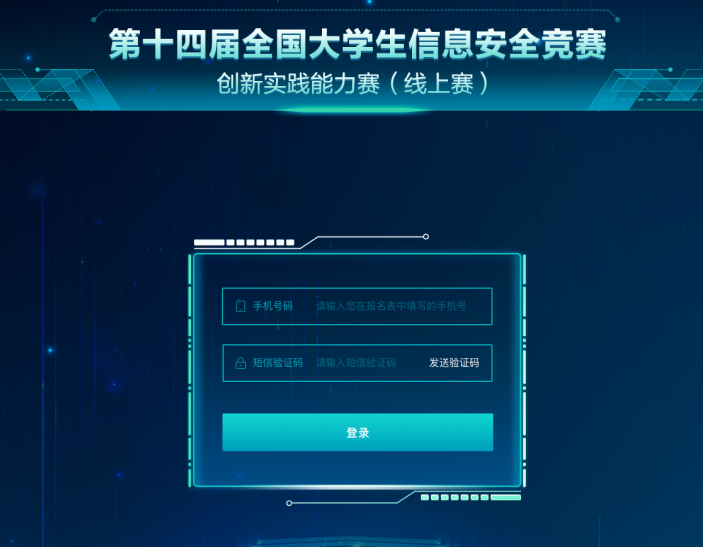 第十四届全国大学生信息安全竞赛
创新实践能力赛（线上赛）
手机号码 请输入您在报名表中填写的手机号
短信验证码 请输入短信验证码 发送验证码
登录